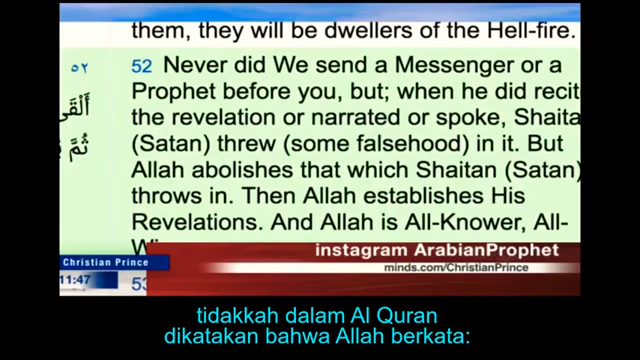 them, they will be dwellers of the Hell-fire.
٥٢
52 Never did We send a Messenger or a
Prophet before you, but; when he did recit
the revelation or narrated or spoke, Shaita
(Satan) threw (some falsehood) in it. But
Allah abolishes that which Shaitan (Satan)
throws in. Then Allah establishes His
Revelations. And Allah is All-Knower, All-
أَلْقَى
ثُمَّ
instagram ArabianProphet
Christian Prince
minds.com/ChristianPrince
11:47
53
tidakkah dalam Al Quran
dikatakan bahwa Allah berkata: